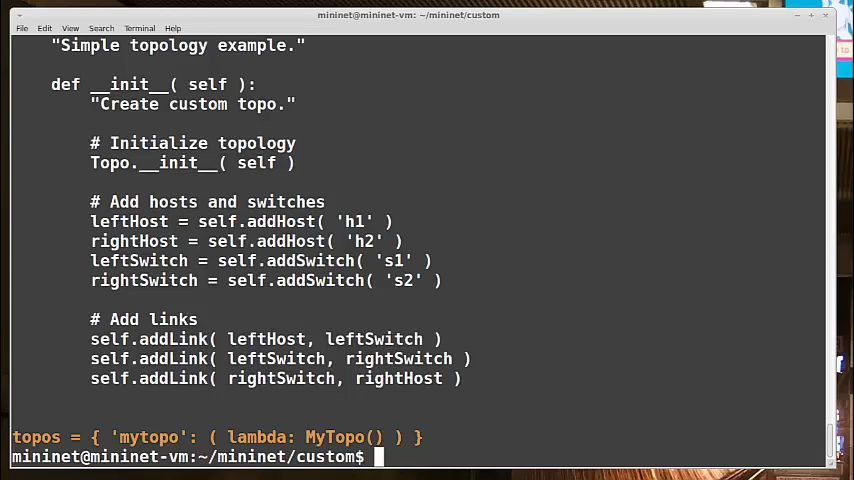 mininet@mininet-vm: ~/mininet/custom
File Edit View Search Terminal Help
"Simple topology example."
def __init__( self ):
"Create custom topo."
# Initialize topology
Topo.__init__( self )
# Add hosts and switches
leftHost = self.addHost( 'h1' )
rightHost = self.addHost( 'h2' )
leftSwitch = self.addSwitch( 's1' )
rightSwitch = self.addSwitch( 's2' )
# Add links
self.addLink( leftHost, leftSwitch )
self.addLink( leftSwitch, rightSwitch )
self.addLink( rightSwitch, rightHost )
topos = { 'mytopo': ( lambda: MyTopo() ) }
mininet@mininet-vm:~/mininet/custom$